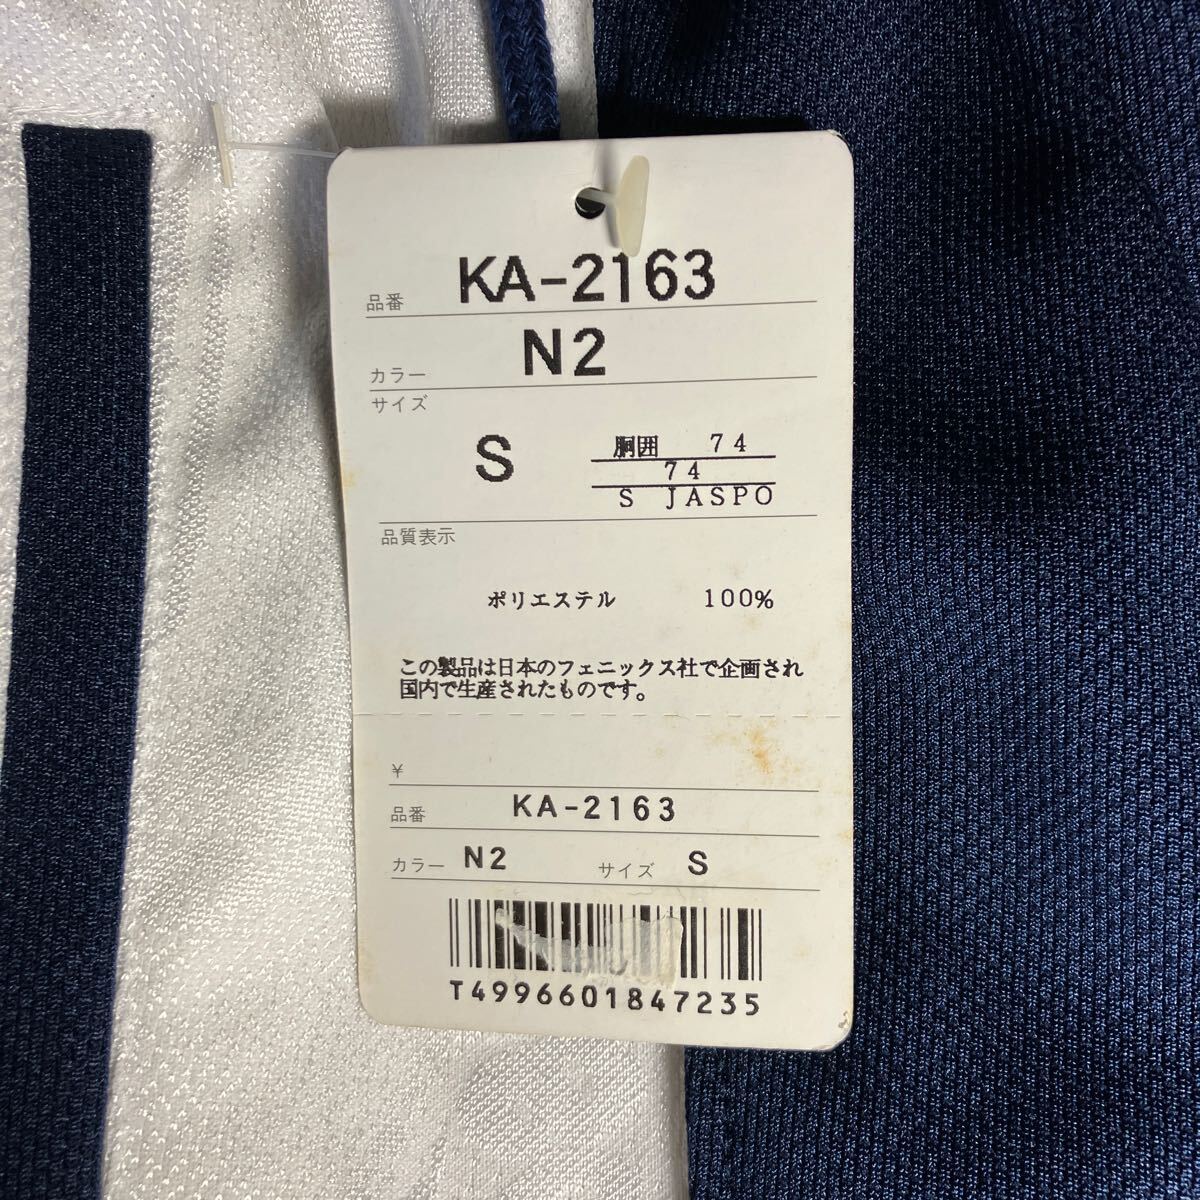 品番 KA-2163
カラー N2
サイズ
S 胴囲 74
74
S JASPO
品質表示
ポリエステル 100%
この製品は日本のフェニックス社で企画され
国内で生産されたものです。
¥
品番 KA-2163
カラー N2 サイズ S
T4996601847235